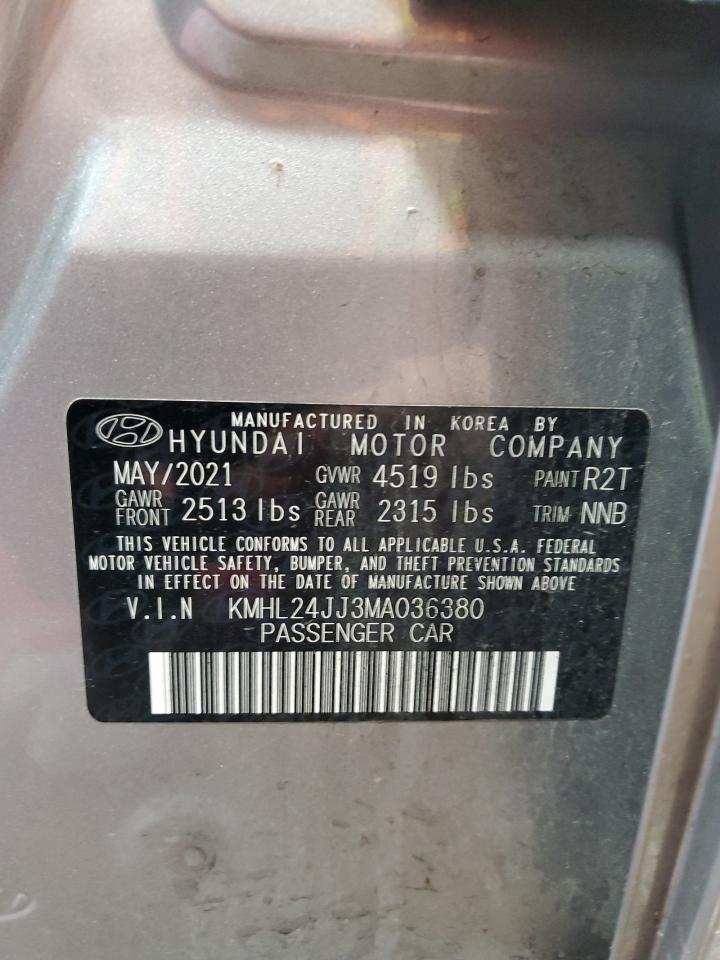 MANUFACTURED IN KOREA BY
HYUNDAI MOTOR COMPANY
MAY/2021 GVWR 4519 lbs PAINT R2T
GAWR FRONT 2513 lbs GAWR REAR 2315 lbs TRIM NNB
THIS VEHICLE CONFORMS TO ALL APPLICABLE U.S.A. FEDERAL
MOTOR VEHICLE SAFETY, BUMPER, AND THEFT PREVENTION STANDARDS
IN EFFECT ON THE DATE OF MANUFACTURE SHOWN ABOVE
V.I.N KMHL24JJ3MA036380
PASSENGER CAR